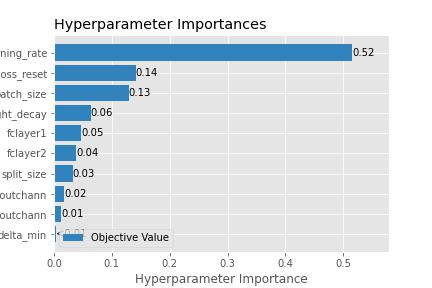 Hyperparameter Importances
ning_rate
0.52
oss_reset
0.14
atch_size
0.13
ht_decay
0.06
fclayer1
0.05
fclayer2
0.04
split_size
0.03
outchann
0.02
outchann
0.01
delta_min
Objective Value
0.0 0.1 0.2 0.3 0.4 0.5
Hyperparameter Importance